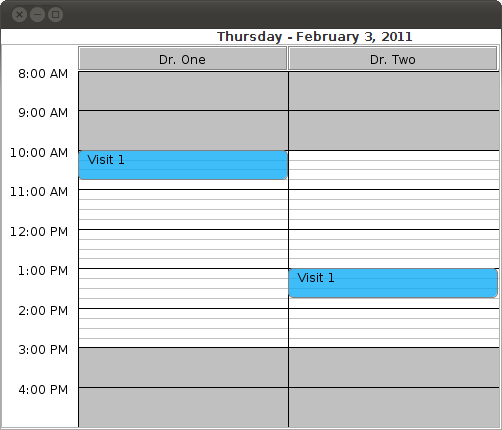 Thursday - February 3, 2011
Dr. One Dr. Two
8:00 AM
9:00 AM
10:00 AM Visit 1
11:00 AM
12:00 PM
1:00 PM Visit 1
2:00 PM
3:00 PM
4:00 PM